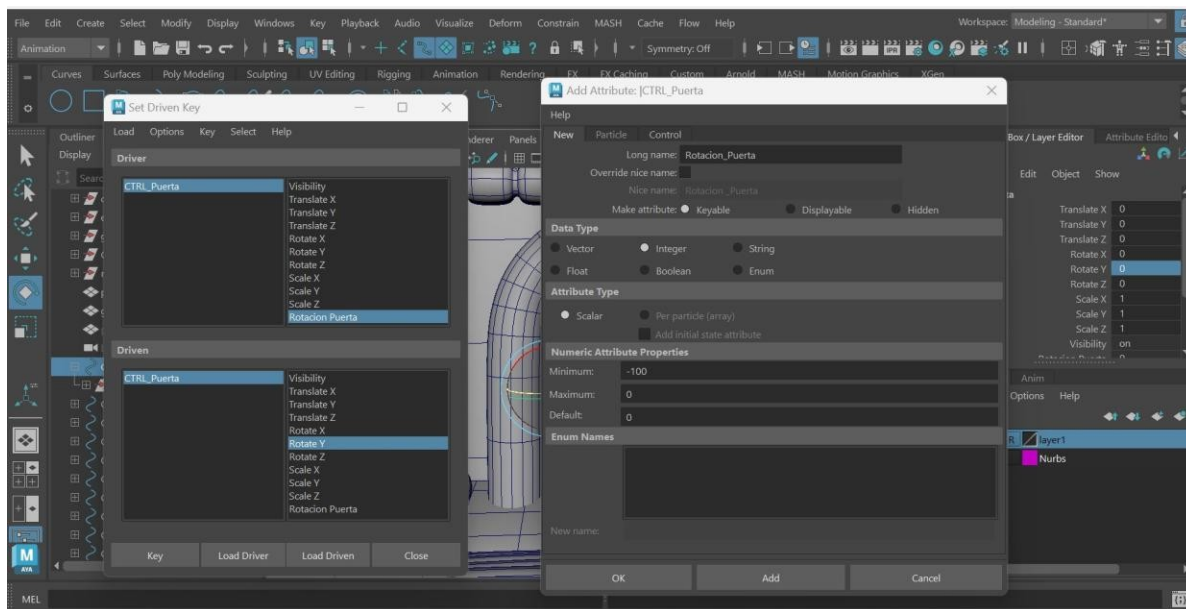 File Edit Create Select Modify Display Windows Key Playback Audio Visualize Deform Constrain MASH Cache Flow Help
Workspace: Modeling - Standard*
Animation
Symmetry: Off
Curves Surfaces Poly Modeling Sculpting UV Editing Rigging Animation Rendering FX FX Caching Custom Arnold MASH Motion Graphics XGen
Outliner
Display
Set Driven Key
Load Options Key Select Help
Driver
CTRL_Puerta
Visibility
Translate X
Translate Y
Translate Z
Rotate X
Rotate Y
Rotate Z
Scale X
Scale Y
Scale Z
Rotacion Puerta
Driven
CTRL_Puerta
Visibility
Translate X
Translate Y
Translate Z
Rotate X
Rotate Y
Rotate Z
Scale X
Scale Y
Scale Z
Rotacion Puerta
Key Load Driver Load Driven Close
Panels
Add Attribute: |CTRL_Puerta
Help
New Particle Control
Long name: Rotacion_Puerta
Override nice name:
Nice name: Rotacion _Puerta
Make attribute: Keyable Displayable Hidden
Data Type
Vector Integer String
Float Boolean Enum
Attribute Type
Scalar Per particle (array)
Add initial state attribute
Numeric Attribute Properties
Minimum: -100
Maximum: 0
Default: 0
Enum Names
New name:
OK Add Cancel
Box / Layer Editor Attribute Edito
Edit Object Show
Translate X 0
Translate Y 0
Translate Z 0
Rotate X 0
Rotate Y 0
Rotate Z 0
Scale X 1
Scale Y 1
Scale Z 1
Visibility on
Rotacion Puerta 0
Anim
Options Help
R layer1
Nurbs
M
AYA
MEL